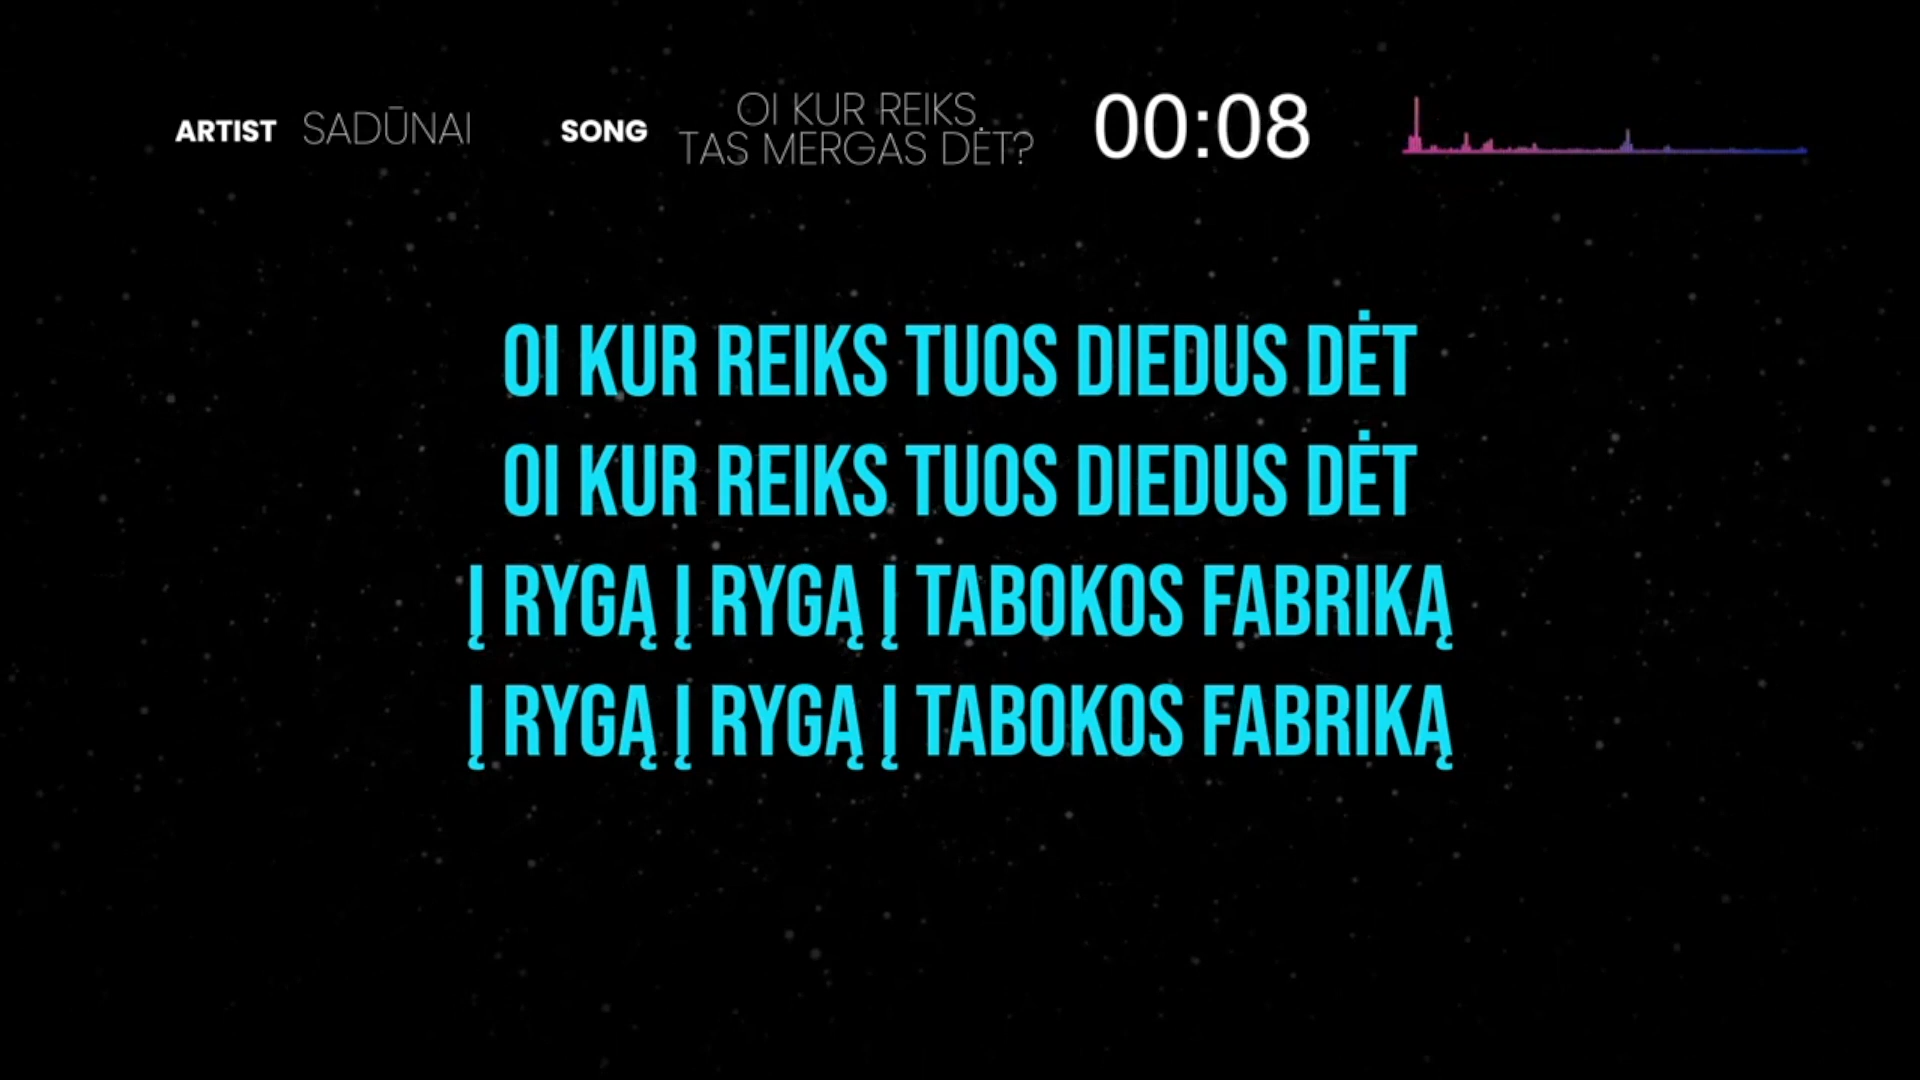 ARTIST SADŪNAI SONG OI KUR REIKS
TAS MERGAS DĖT? 00:08
OI KUR REIKS TUOS DIEDUS DĖT
OI KUR REIKS TUOS DIEDUS DĖT
Į RYGĄ Į RYGĄ Į TABOKOS FABRIKĄ
Į RYGĄ Į RYGĄ Į TABOKOS FABRIKĄ